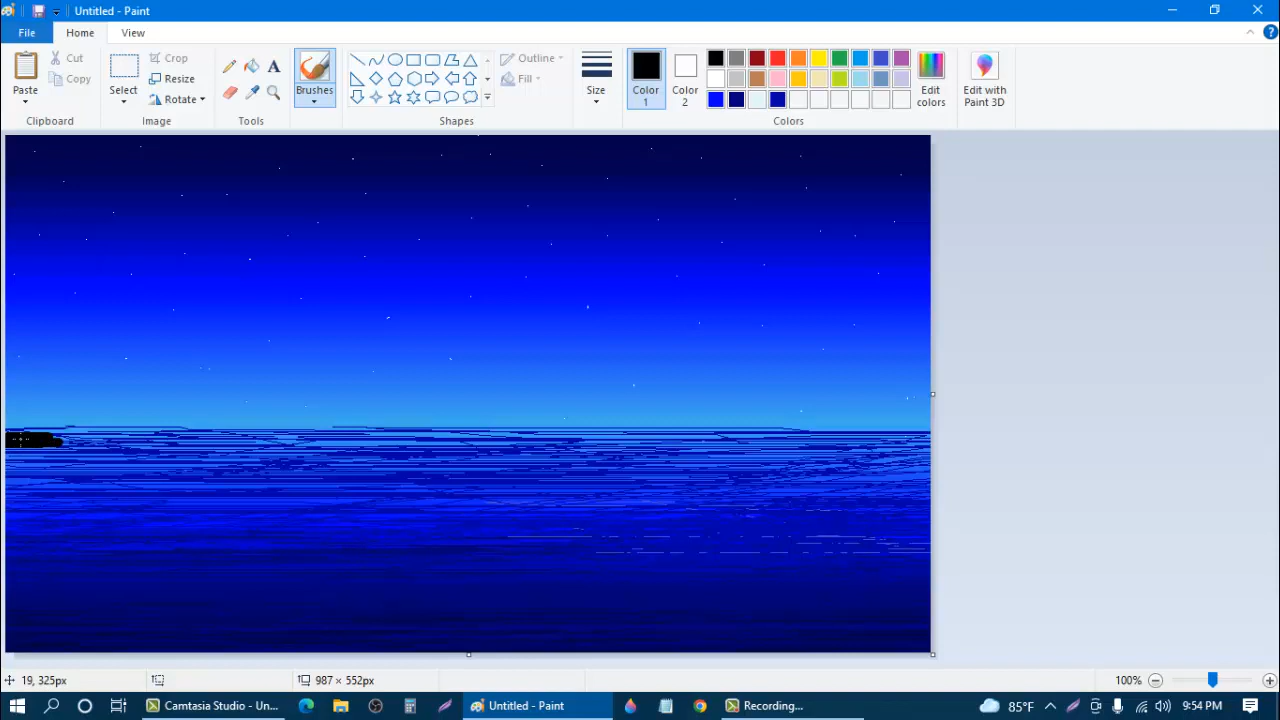 Untitled - Paint
File
Home
View
Paste
Cut
Copy
Clipboard
Select
Crop
Resize
Rotate
Image
A
Tools
Brushes
Shapes
Outline
Fill
Size
Color
1
Color
2
Edit
colors
Colors
Edit with
Paint 3D
19, 325px
987 × 552px
100%
Camtasia Studio - Un...
Untitled - Paint
Recording...
85°F
9:54 PM